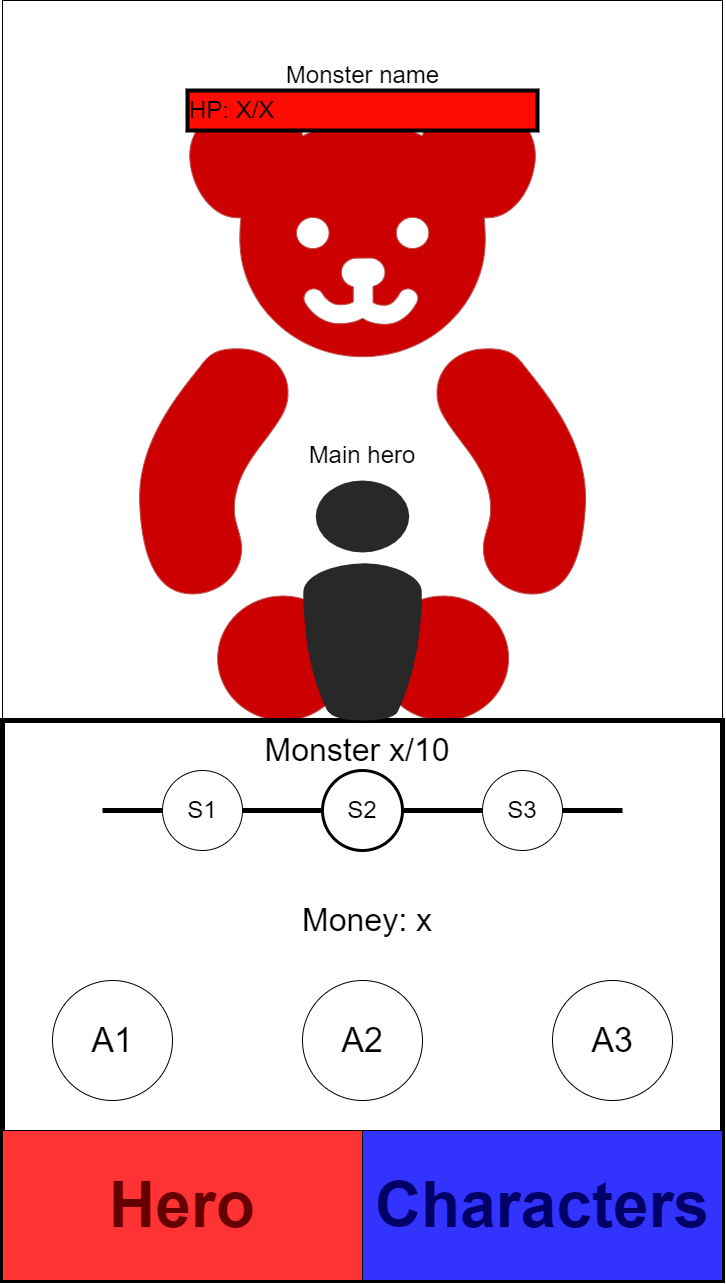 Monster name
HP: X/X
Main hero
Monster x/10
S1 S2 S3
Money: x
A1 A2 A3
Hero Characters